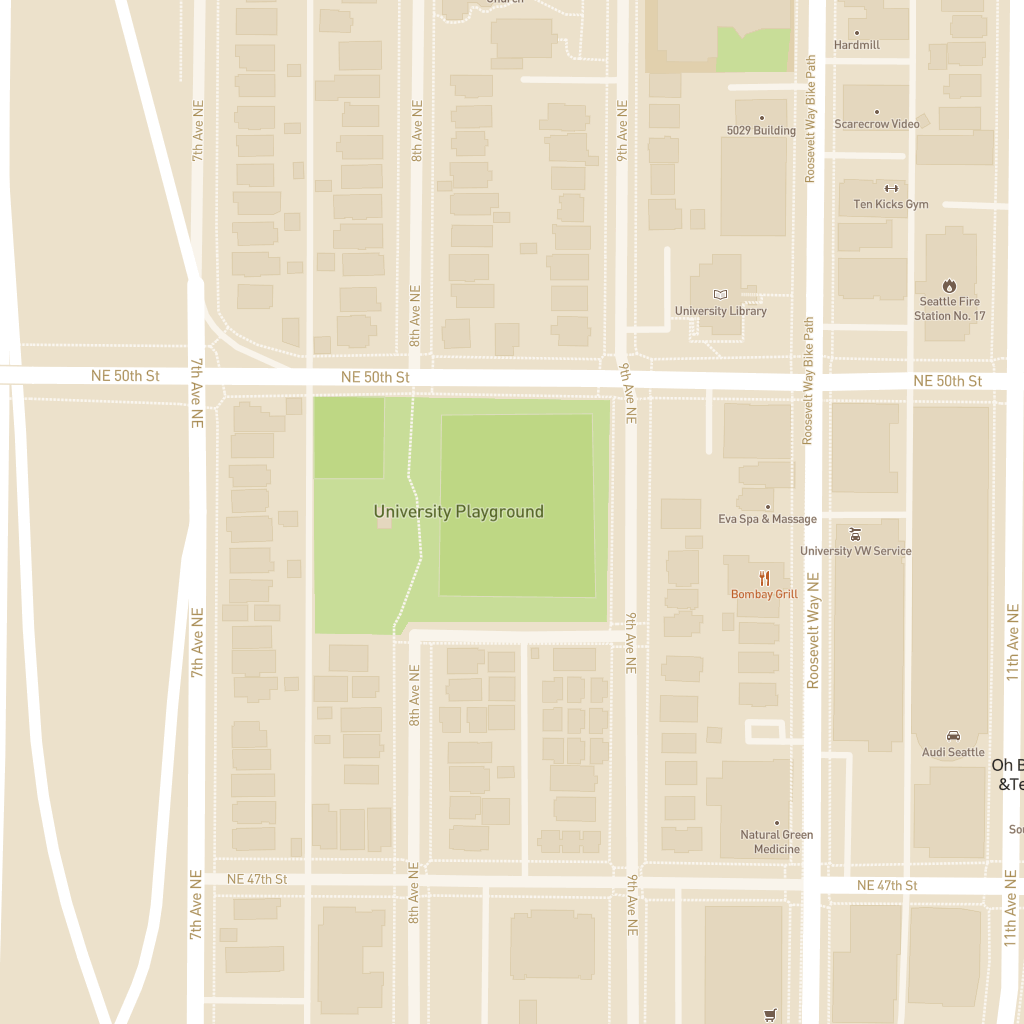 Church
Hardmill
7th Ave NE
8th Ave NE
9th Ave NE
Roosevelt Way Bike Path
5029 Building
Scarecrow Video
Ten Kicks Gym
8th Ave NE
University Library
Seattle Fire
Station No. 17
Roosevelt Way Bike Path
NE 50th St
NE 50th St
NE 50th St
7th Ave NE
9th Ave NE
University Playground
Eva Spa & Massage
University VW Service
Bombay Grill
7th Ave NE
8th Ave NE
9th Ave NE
Roosevelt Way NE
11th Ave NE
Audi Seattle
Oh B
&Te
Natural Green
Medicine
Sou
NE 47th St
NE 47th St
7th Ave NE
8th Ave NE
9th Ave NE
11th Ave NE